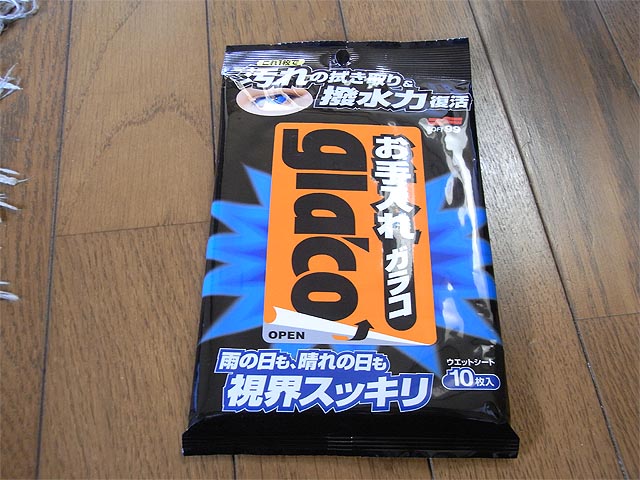 これ1枚で
汚れの拭き取り&
撥水力復活
SOFT99
お手入れガラコ
glaco
OPEN
雨の日も、晴れの日も
視界スッキリ
ウエットシート
10枚入